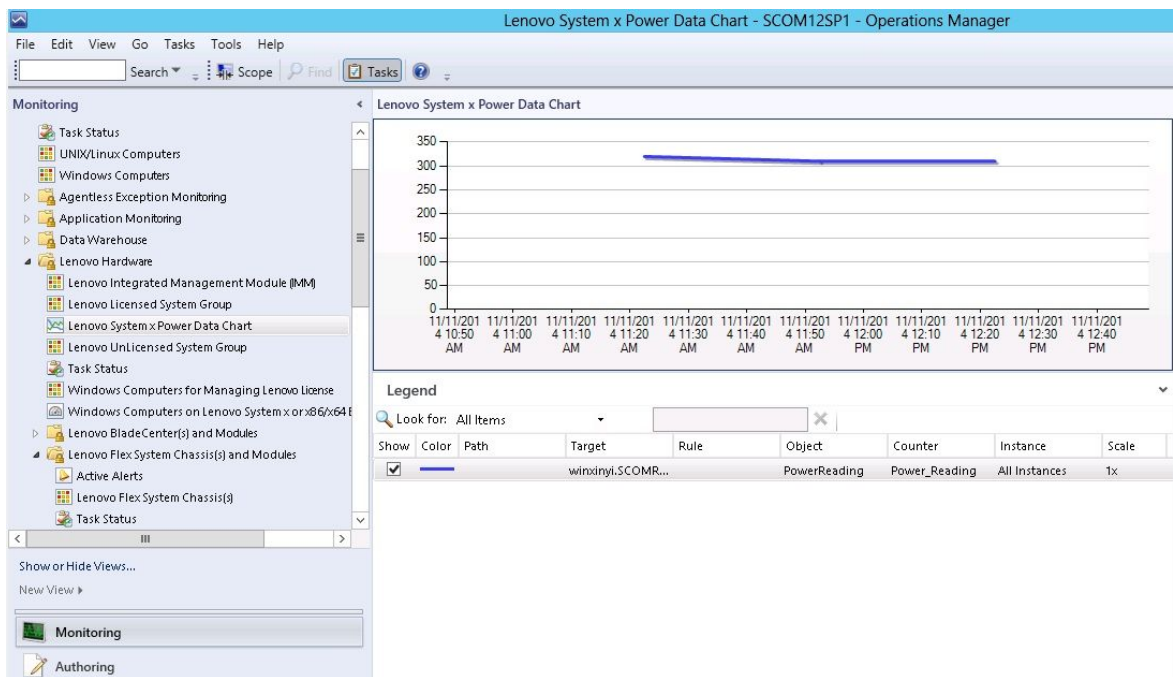 Lenovo System x Power Data Chart - SCOM12SP1 - Operations Manager
File Edit View Go Tasks Tools Help
Search Scope Find Tasks
Monitoring
Task Status
UNIX/Linux Computers
Windows Computers
Agentless Exception Monitoring
Application Monitoring
Data Warehouse
Lenovo Hardware
Lenovo Integrated Management Module (IMM)
Lenovo Licensed System Group
Lenovo System x Power Data Chart
Lenovo UnLicensed System Group
Task Status
Windows Computers for Managing Lenovo License
Windows Computers on Lenovo System x or x86/x64 B
Lenovo BladeCenter(s) and Modules
Lenovo Flex System Chassis(s) and Modules
Active Alerts
Lenovo Flex System Chassis(s)
Task Status
Show or Hide Views...
New View
Monitoring
Authoring
Lenovo System x Power Data Chart
350
300
250
200
150
100
50
0
11/11/201 11/11/201 11/11/201 11/11/201 11/11/201 11/11/201 11/11/201 11/11/201 11/11/201 11/11/201 11/11/201 11/11/201
4 10:50 4 11:00 4 11:10 4 11:20 4 11:30 4 11:40 4 11:50 4 12:00 4 12:10 4 12:20 4 12:30 4 12:40
AM AM AM AM AM AM AM PM PM PM PM PM
Legend
Look for: All Items
Show Color Path Target Rule Object Counter Instance Scale
winxinyi.SCOMR... PowerReading Power_Reading All Instances 1x